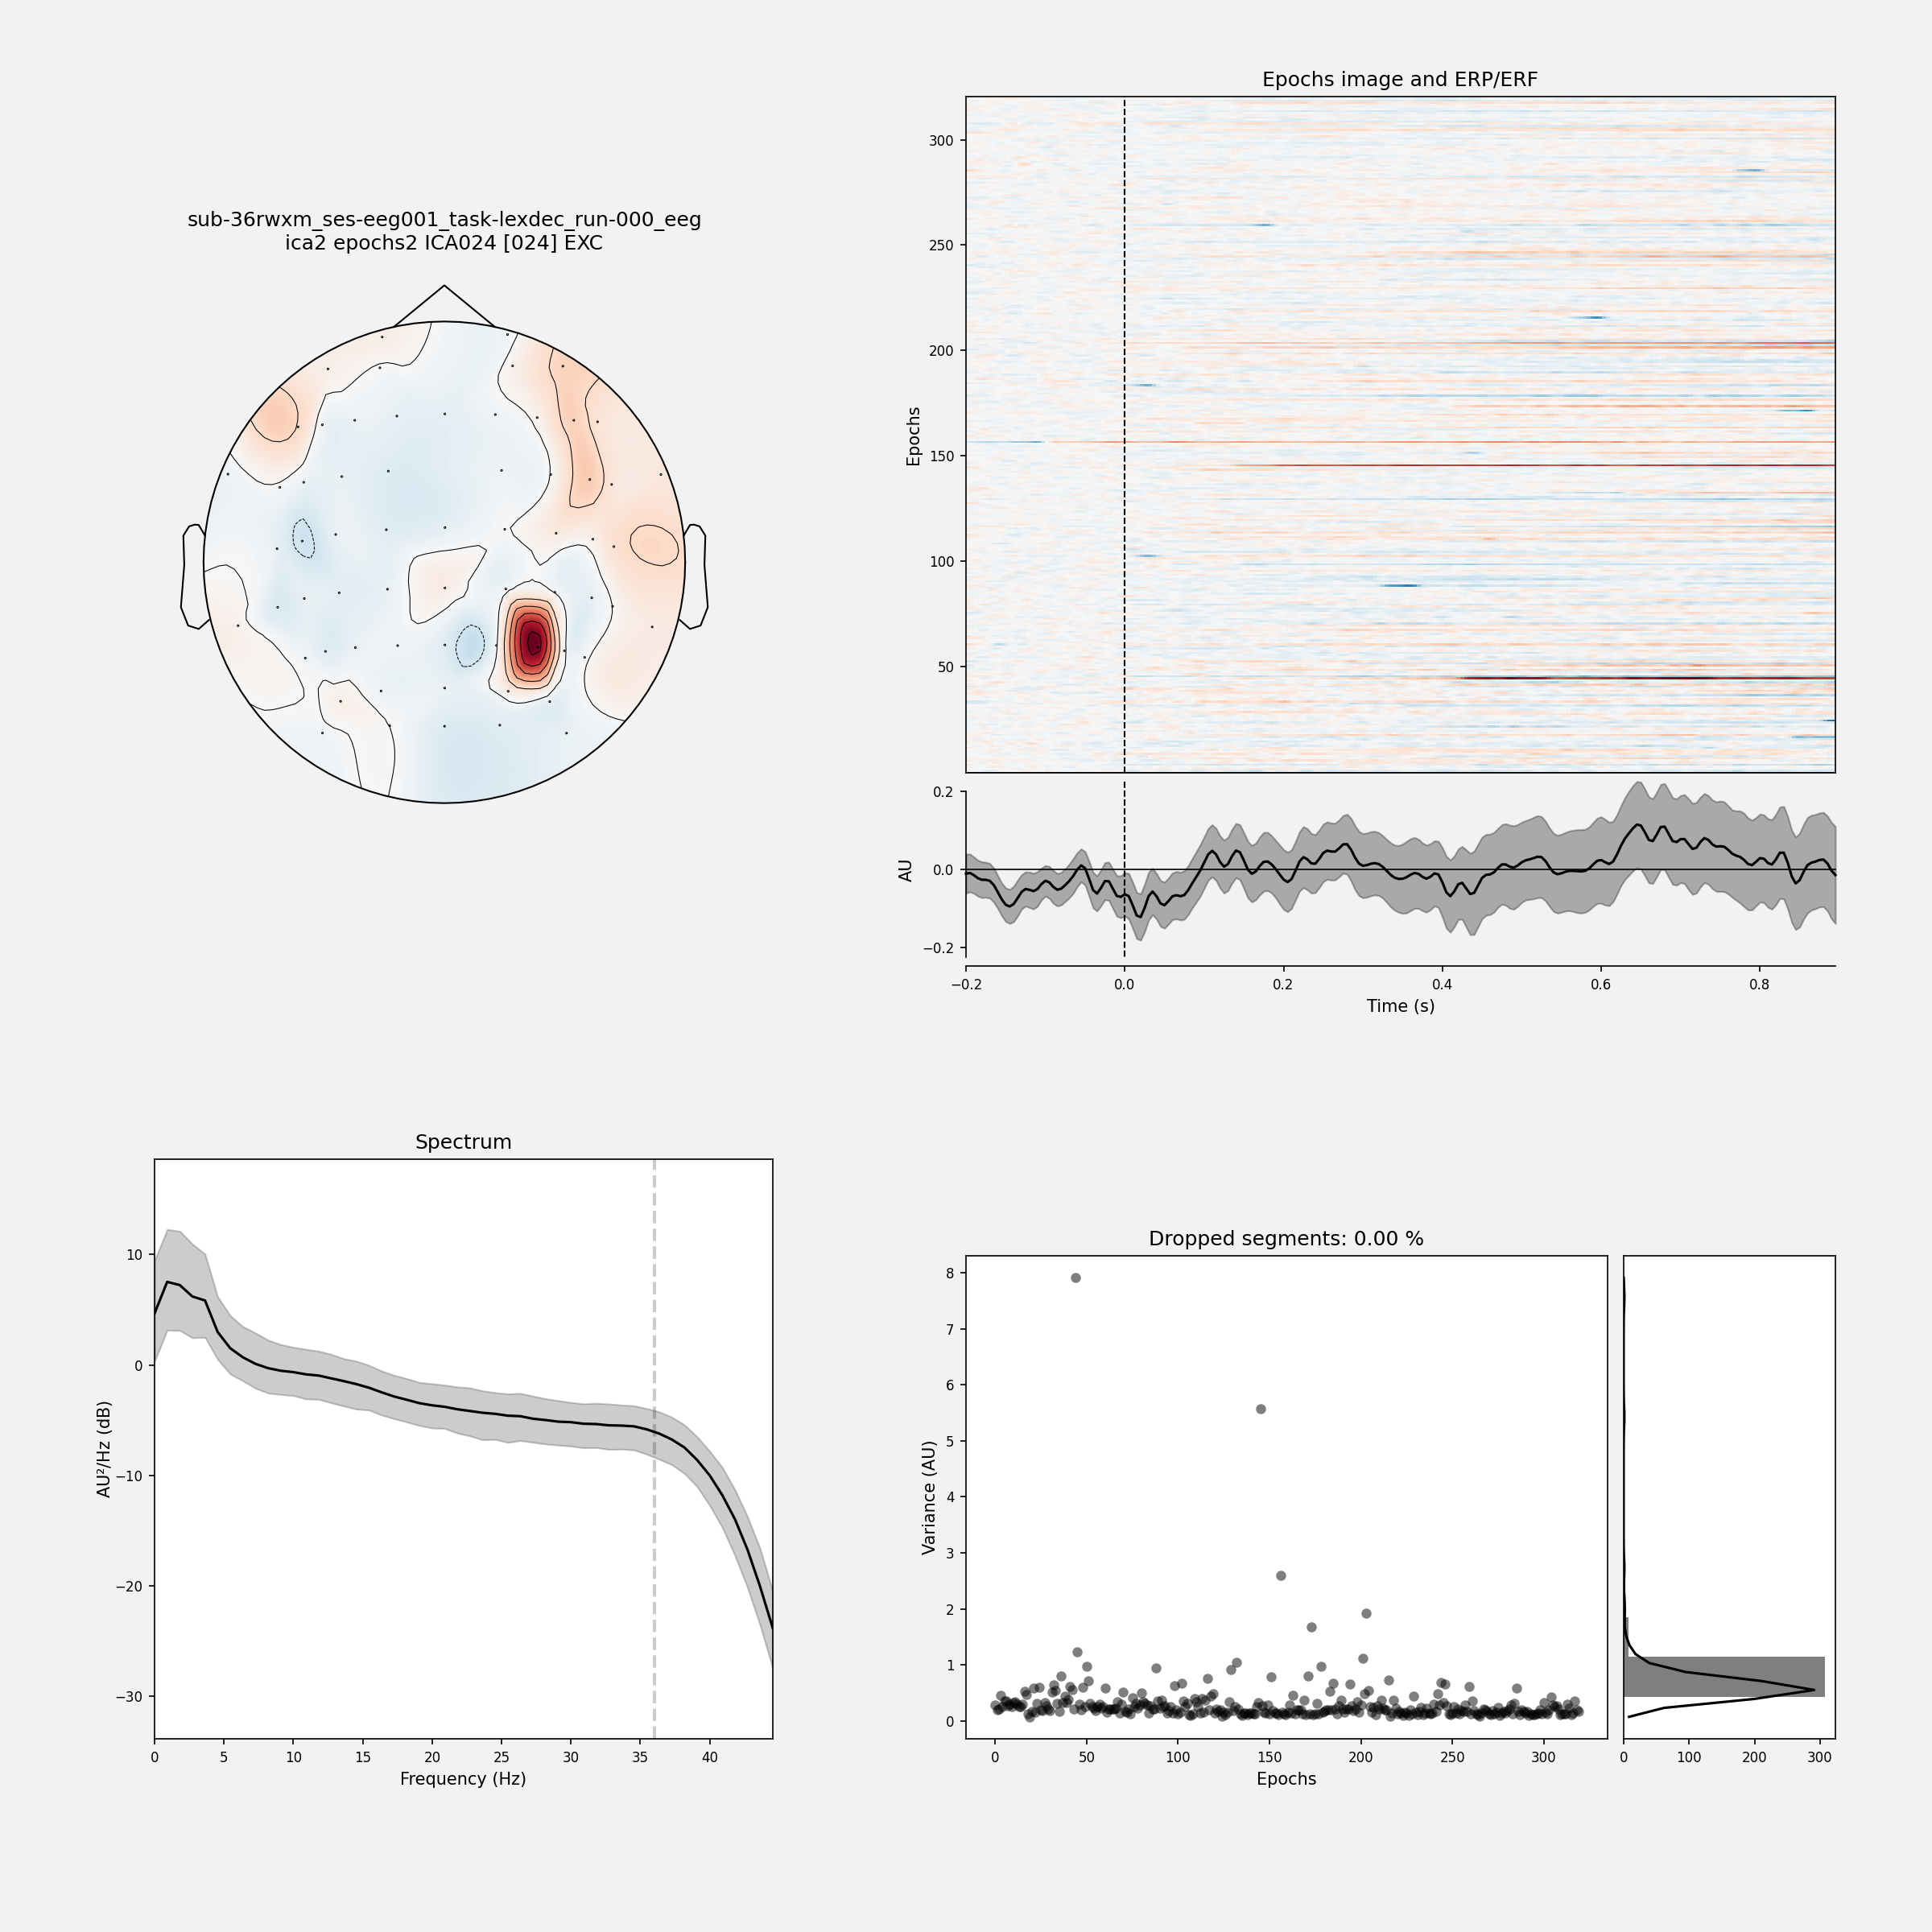 sub-36rwxm_ses-eeg001_task-lexdec_run-000_eeg
ica2 epochs2 ICA024 [024] EXC
Epochs image and ERP/ERF
300
250
200
150
100
50
Epochs
0.2
0.0
−0.2
AU
−0.2 0.0 0.2 0.4 0.6 0.8
Time (s)
Spectrum
10
0
−10
−20
−30
AU²/Hz (dB)
0 5 10 15 20 25 30 35 40
Frequency (Hz)
Dropped segments: 0.00 %
8
7
6
5
4
3
2
1
0
Variance (AU)
0 50 100 150 200 250 300
Epochs
0 100 200 300